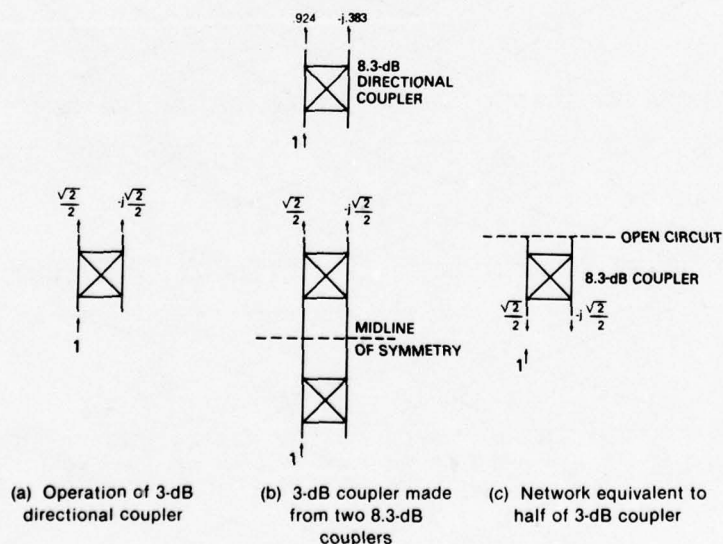 .924 -j.383
8.3-dB
DIRECTIONAL
COUPLER
1
√2/2 -j√2/2
1
√2/2 -j√2/2
MIDLINE
OF SYMMETRY
1
OPEN CIRCUIT
8.3-dB COUPLER
√2/2 -j√2/2
1
(a) Operation of 3-dB
directional coupler
(b) 3-dB coupler made
from two 8.3-dB
couplers
(c) Network equivalent to
half of 3-dB coupler